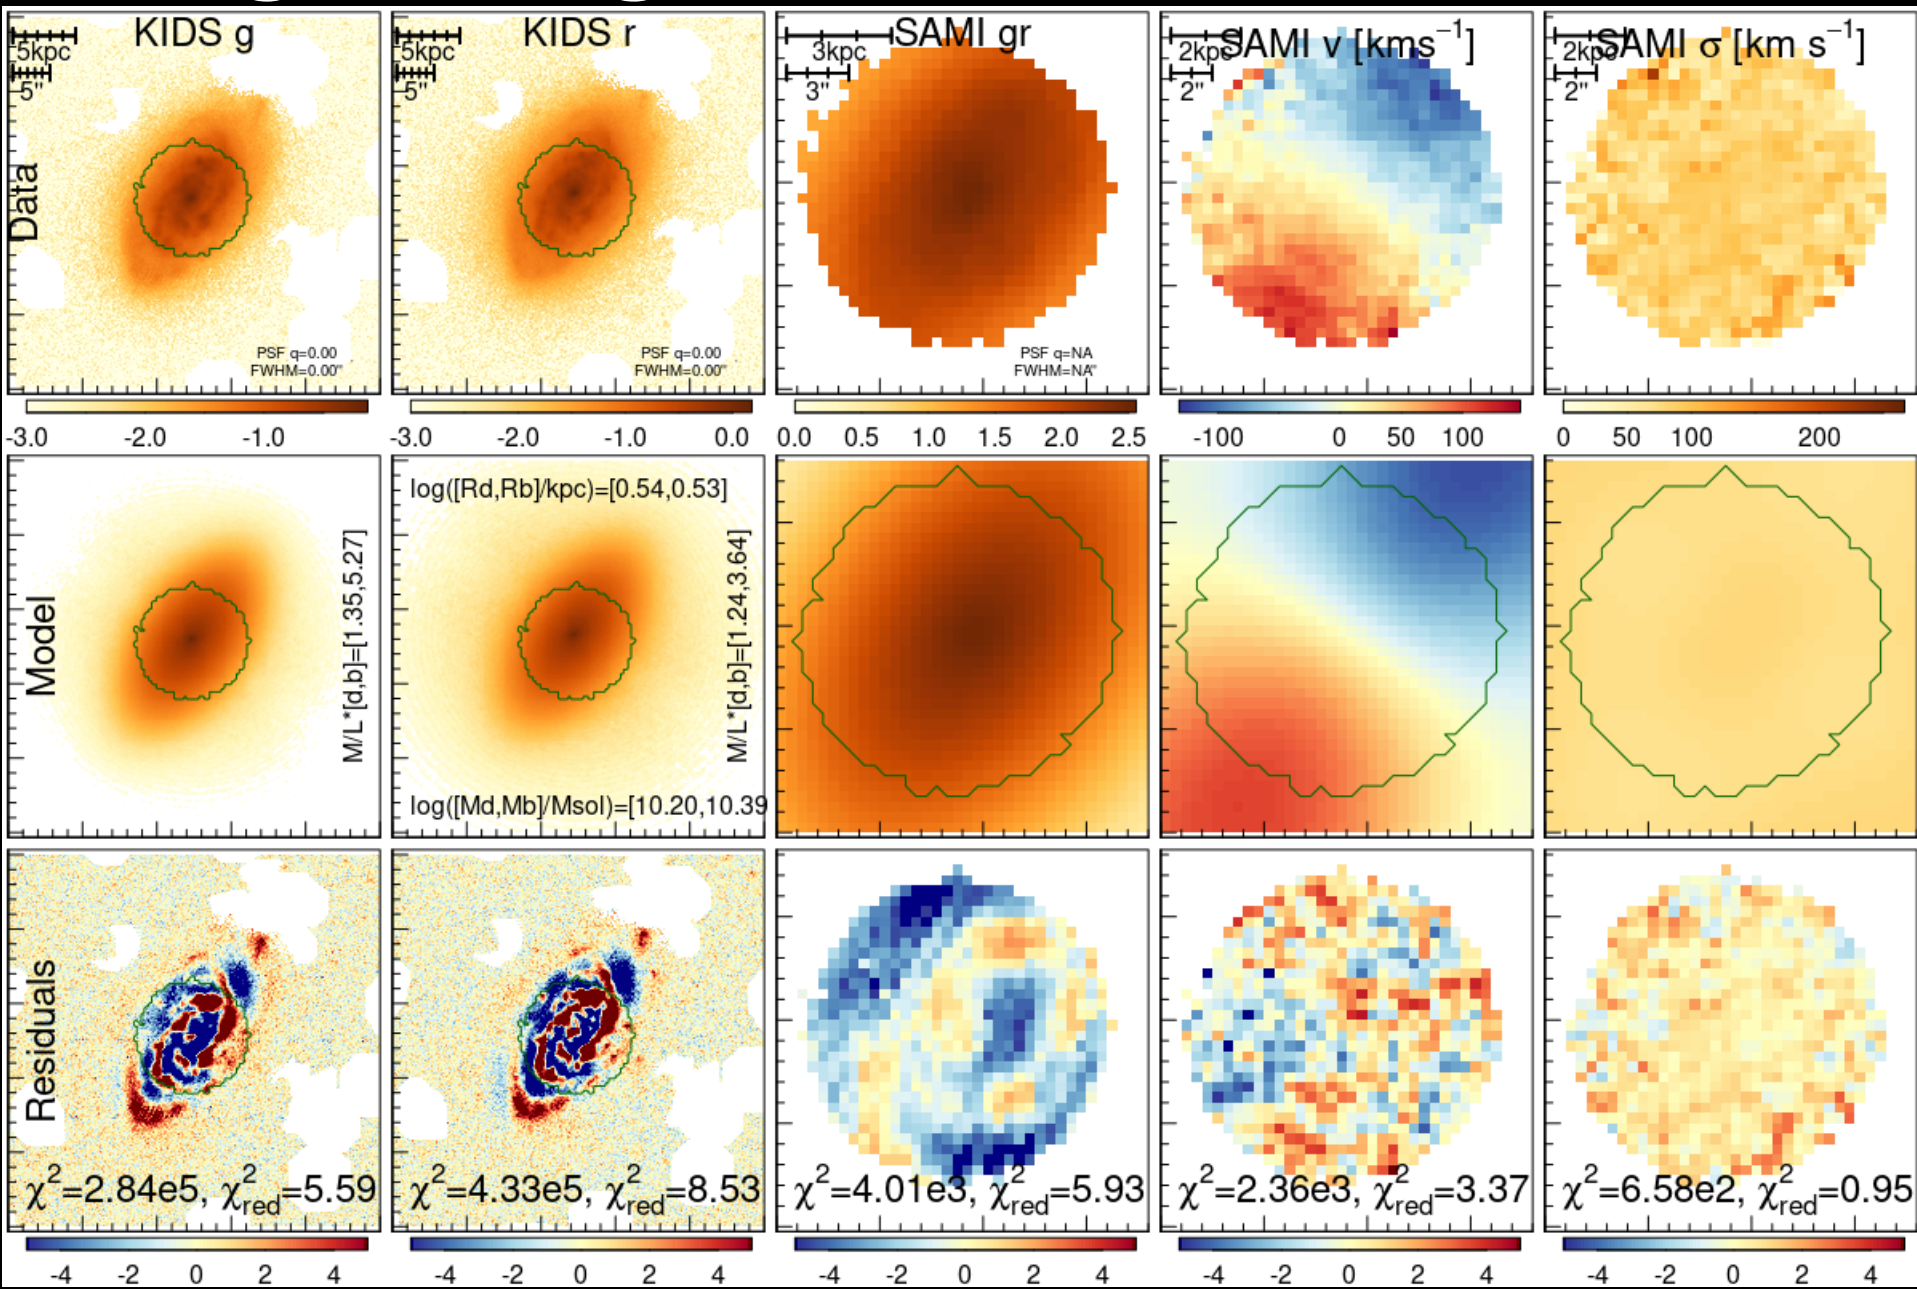 KIDS g
5kpc
5"
Data
PSF q=0.00
FWHM=0.00"
-3.0 -2.0 -1.0
KIDS r
5kpc
5"
PSF q=0.00
FWHM=0.00"
-3.0 -2.0 -1.0 0.0
SAMI gr
3kpc
3"
PSF q=NA
FWHM=NA"
0.0 0.5 1.0 1.5 2.0 2.5
SAMI v [kms⁻¹]
2kpc
2"
-100 0 50 100
SAMI σ [km s⁻¹]
2kpc
2"
0 50 100 200
Model
M/L*[d,b]=[1.35,5.27]
log([Rd,Rb]/kpc)=[0.54,0.53]
M/L*[d,b]=[1.24,3.64]
log([Md,Mb]/Msol)=[10.20,10.39
Residuals
χ²=2.84e5, χ²red=5.59
-4 -2 0 2 4
χ²=4.33e5, χ²red=8.53
-4 -2 0 2 4
χ²=4.01e3, χ²red=5.93
-4 -2 0 2 4
χ²=2.36e3, χ²red=3.37
-4 -2 0 2 4
χ²=6.58e2, χ²red=0.95
-4 -2 0 2 4